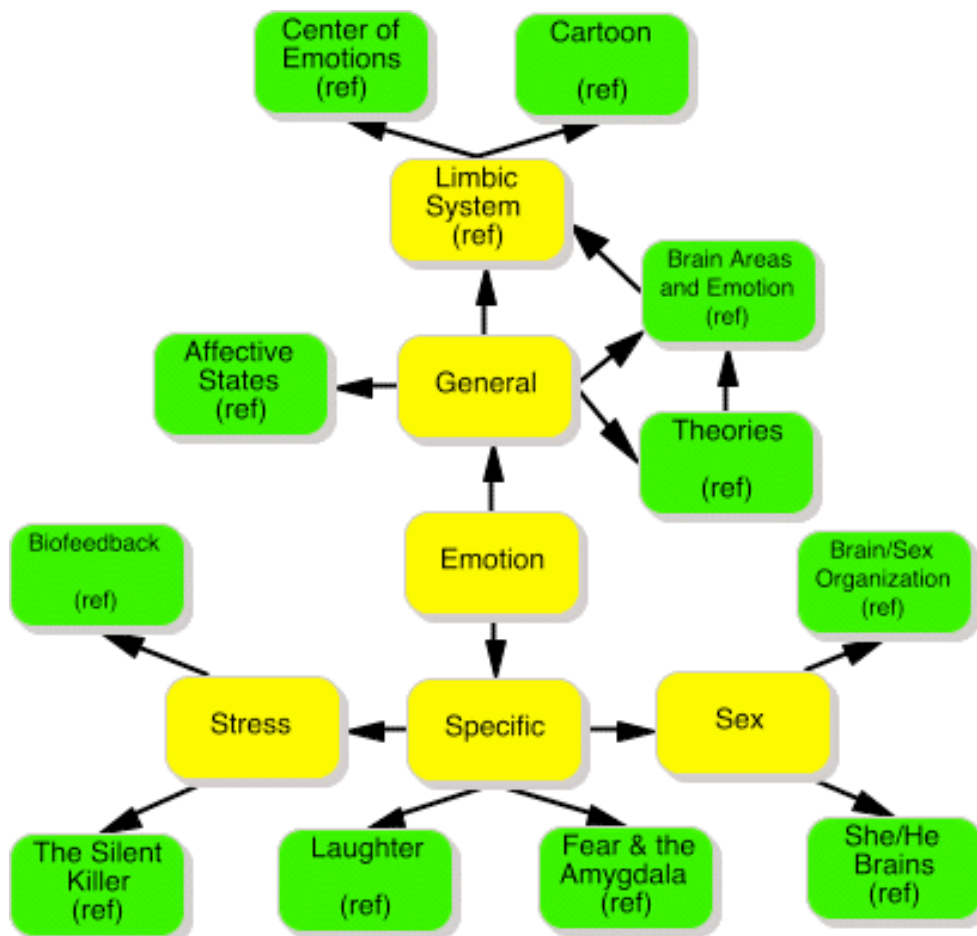 Center of
Emotions
(ref)
Cartoon
(ref)
Limbic
System
(ref)
Brain Areas
and Emotion
(ref)
Affective
States
(ref)
General
Theories
(ref)
Biofeedback
(ref)
Emotion
Brain/Sex
Organization
(ref)
Stress
Specific
Sex
The Silent
Killer
(ref)
Laughter
(ref)
Fear & the
Amygdala
(ref)
She/He
Brains
(ref)